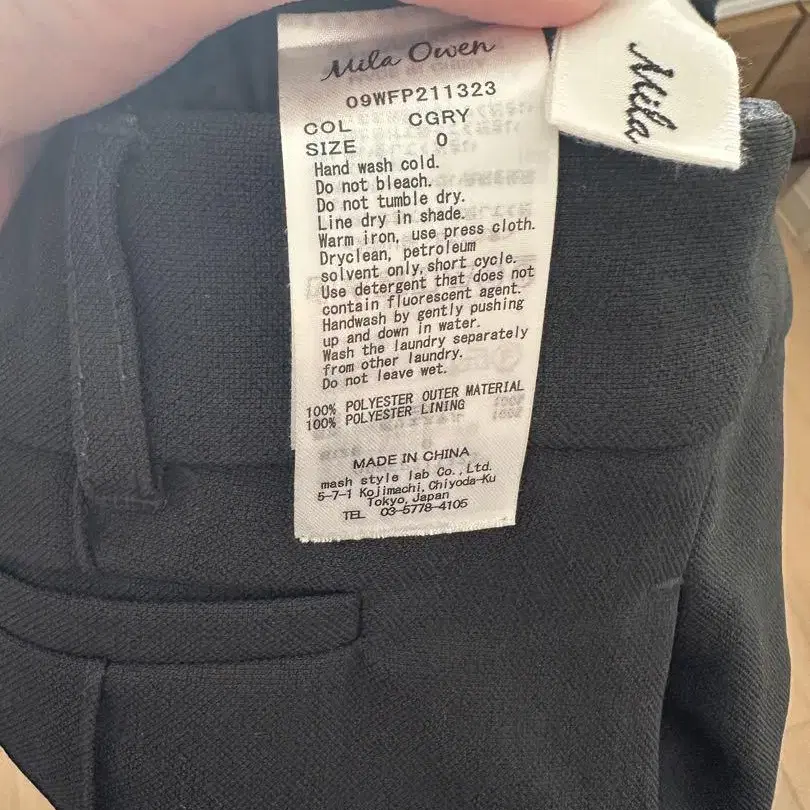 Mila Owen
Mila
09WFP211323
COL CGRY
SIZE 0
Hand wash cold.
Do not bleach.
Do not tumble dry.
Line dry in shade.
Warm iron, use press cloth.
Dryclean, petroleum
solvent only, short cycle.
Use detergent that does not
contain fluorescent agent.
Handwash by gently pushing
up and down in water.
Wash the laundry separately
from other laundry.
Do not leave wet.
100% POLYESTER OUTER MATERIAL
100% POLYESTER LINING
MADE IN CHINA
mash style lab Co.,Ltd.
5-7-1 Kojimachi, Chiyoda-Ku
Tokyo, Japan
TEL 03-5778-4105